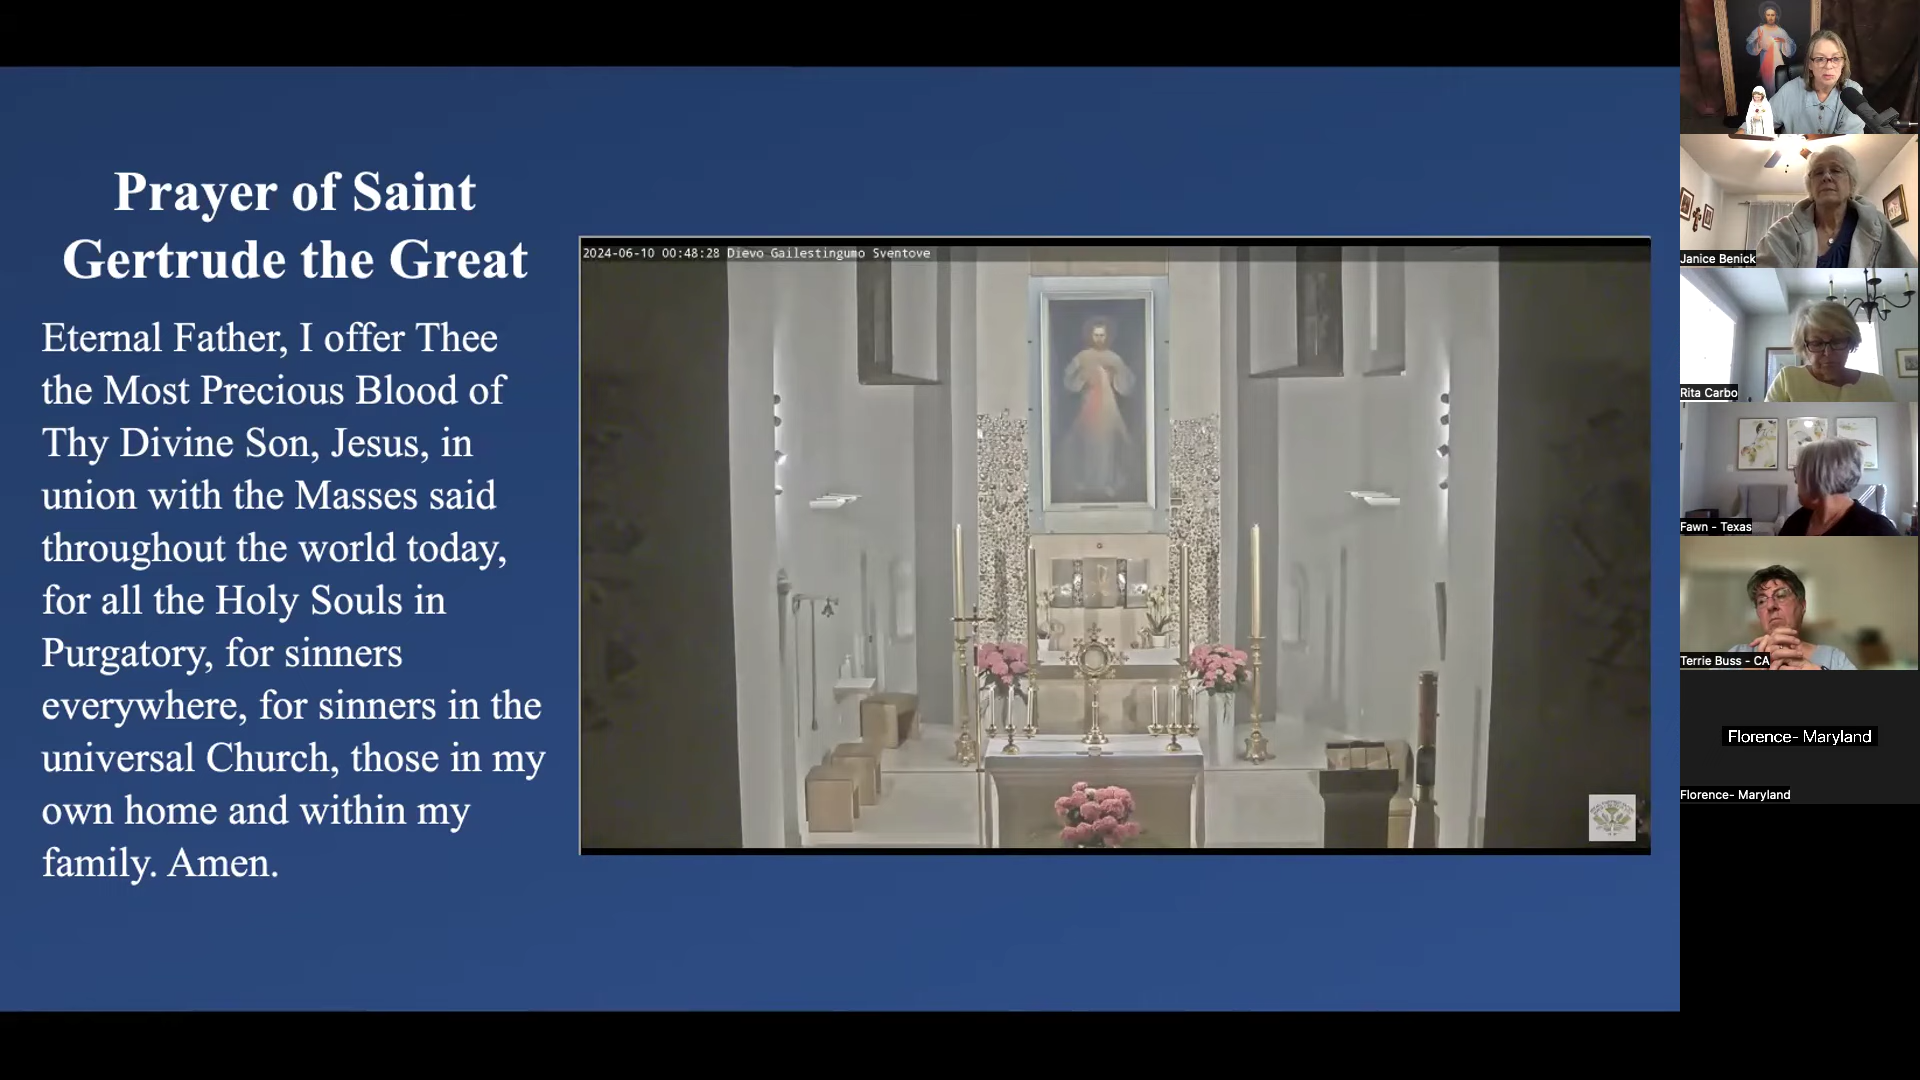 Prayer of Saint
Gertrude the Great
Eternal Father, I offer Thee
the Most Precious Blood of
Thy Divine Son, Jesus, in
union with the Masses said
throughout the world today,
for all the Holy Souls in
Purgatory, for sinners
everywhere, for sinners in the
universal Church, those in my
own home and within my
family. Amen.
2024-06-10 00:48:28 Dievo Gailestingumo Sventove
Janice Benick
Rita Carbo
Fawn - Texas
Terrie Buss - CA
Florence- Maryland
Florence- Maryland